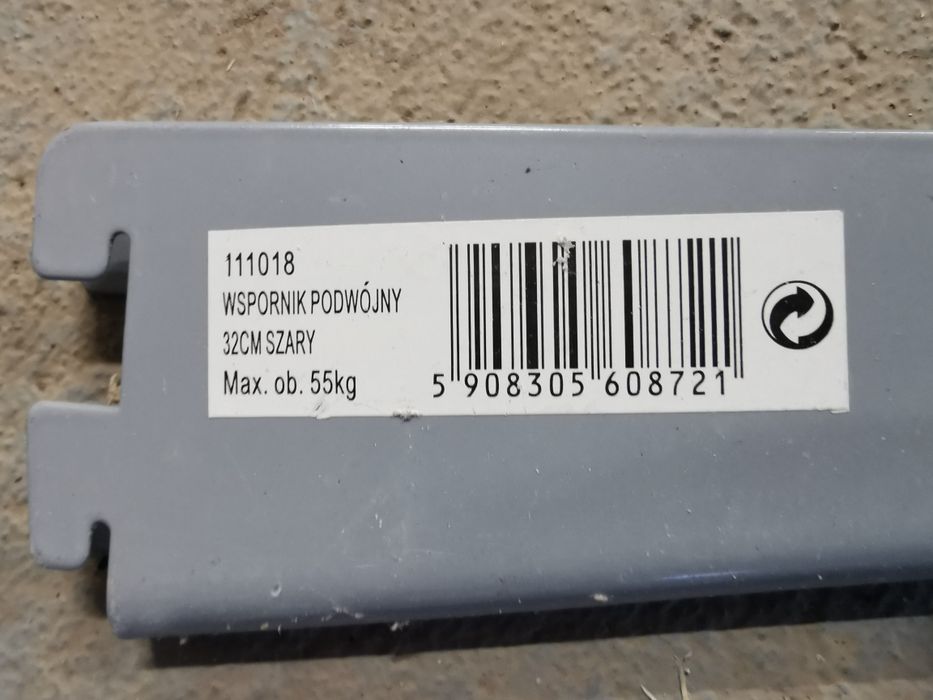 111018
WSPORNIK PODWÓJNY
32CM SZARY
Max. ob. 55kg
5 908305 608721